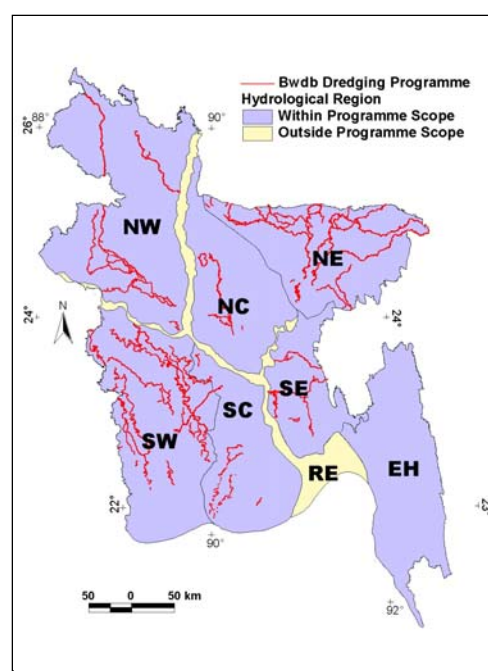 Bwdb Dredging Programme
Hydrological Region
Within Programme Scope
Outside Programme Scope
88°
26°
90°
NW
NE
N
24°
NC
24°
SE
SC
SW
RE
EH
22°
23°
90°
50 0 50 km
92°